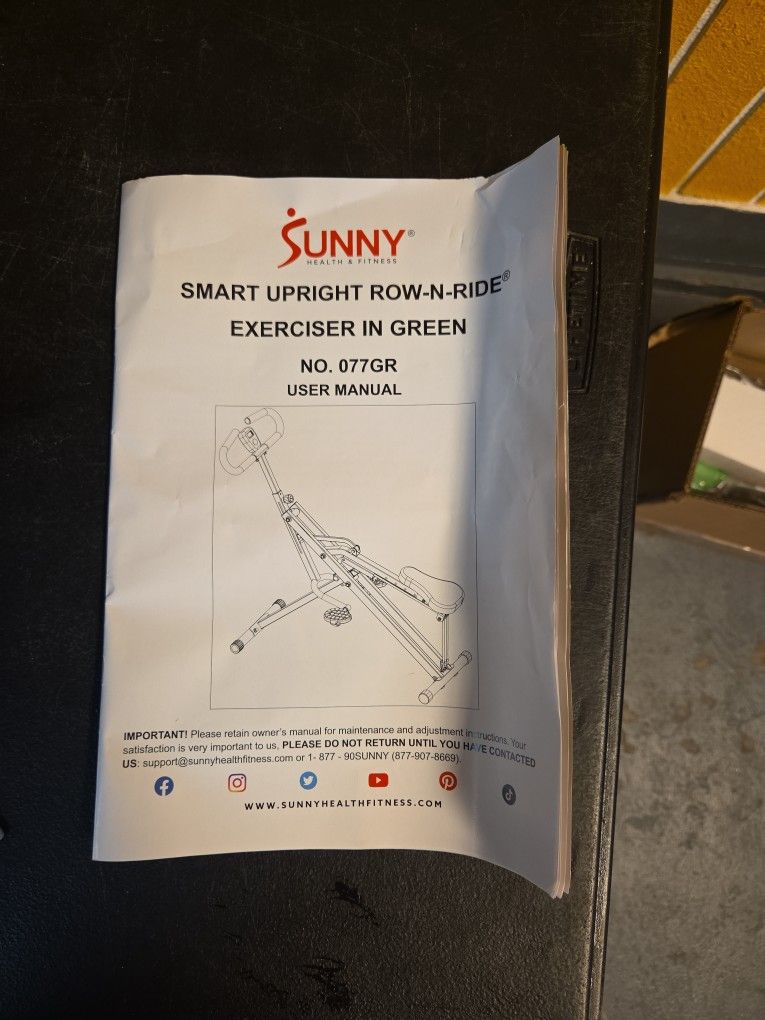 SUNNY®
HEALTH & FITNESS
SMART UPRIGHT ROW-N-RIDE®
EXERCISER IN GREEN
NO. 077GR
USER MANUAL
IMPORTANT! Please retain owner's manual for maintenance and adjustment instructions. Your
satisfaction is very important to us, PLEASE DO NOT RETURN UNTIL YOU HAVE CONTACTED
US: support@sunnyhealthfitness.com or 1- 877 - 90SUNNY (877-907-8669).
WWW.SUNNYHEALTHFITNESS.COM
LIFETIME